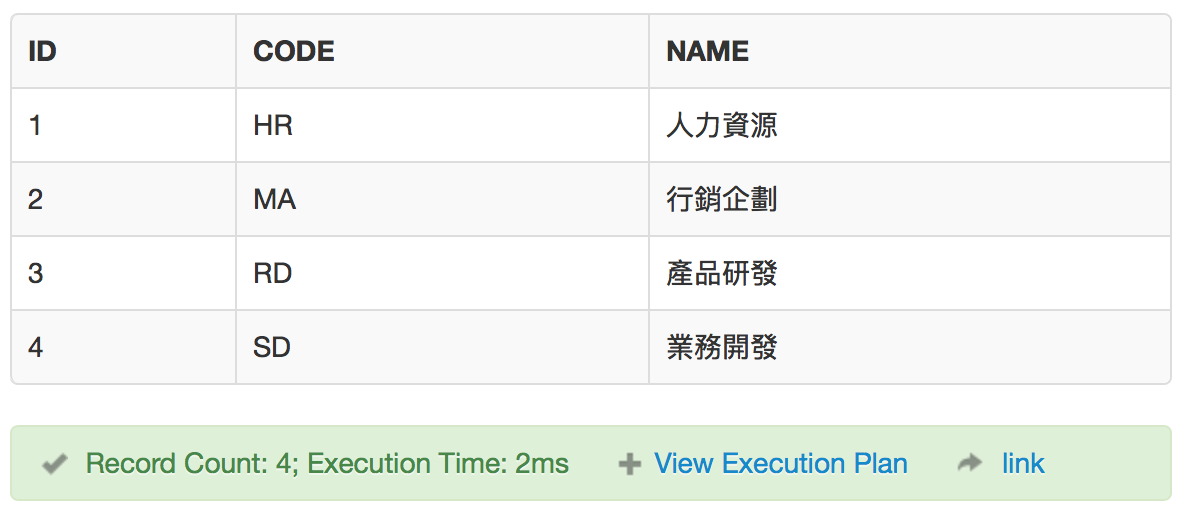 ID CODE NAME
1 HR 人力資源
2 MA 行銷企劃
3 RD 產品研發
4 SD 業務開發
Record Count: 4; Execution Time: 2ms View Execution Plan link